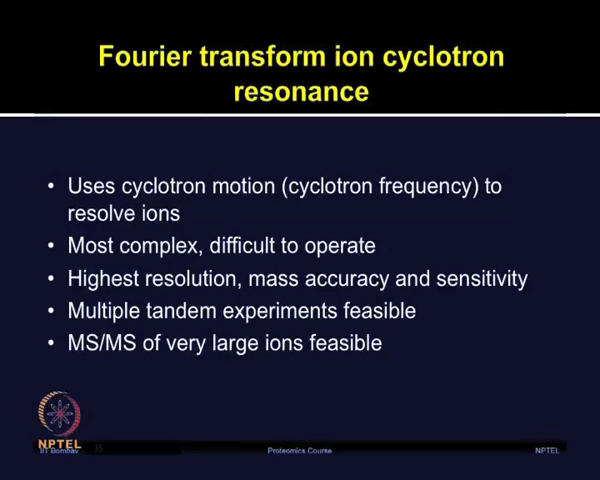 Fourier transform ion cyclotron
resonance
• Uses cyclotron motion (cyclotron frequency) to
resolve ions
• Most complex, difficult to operate
• Highest resolution, mass accuracy and sensitivity
• Multiple tandem experiments feasible
• MS/MS of very large ions feasible
NPTEL
IIT Bombay 35 Proteomics Course NPTEL